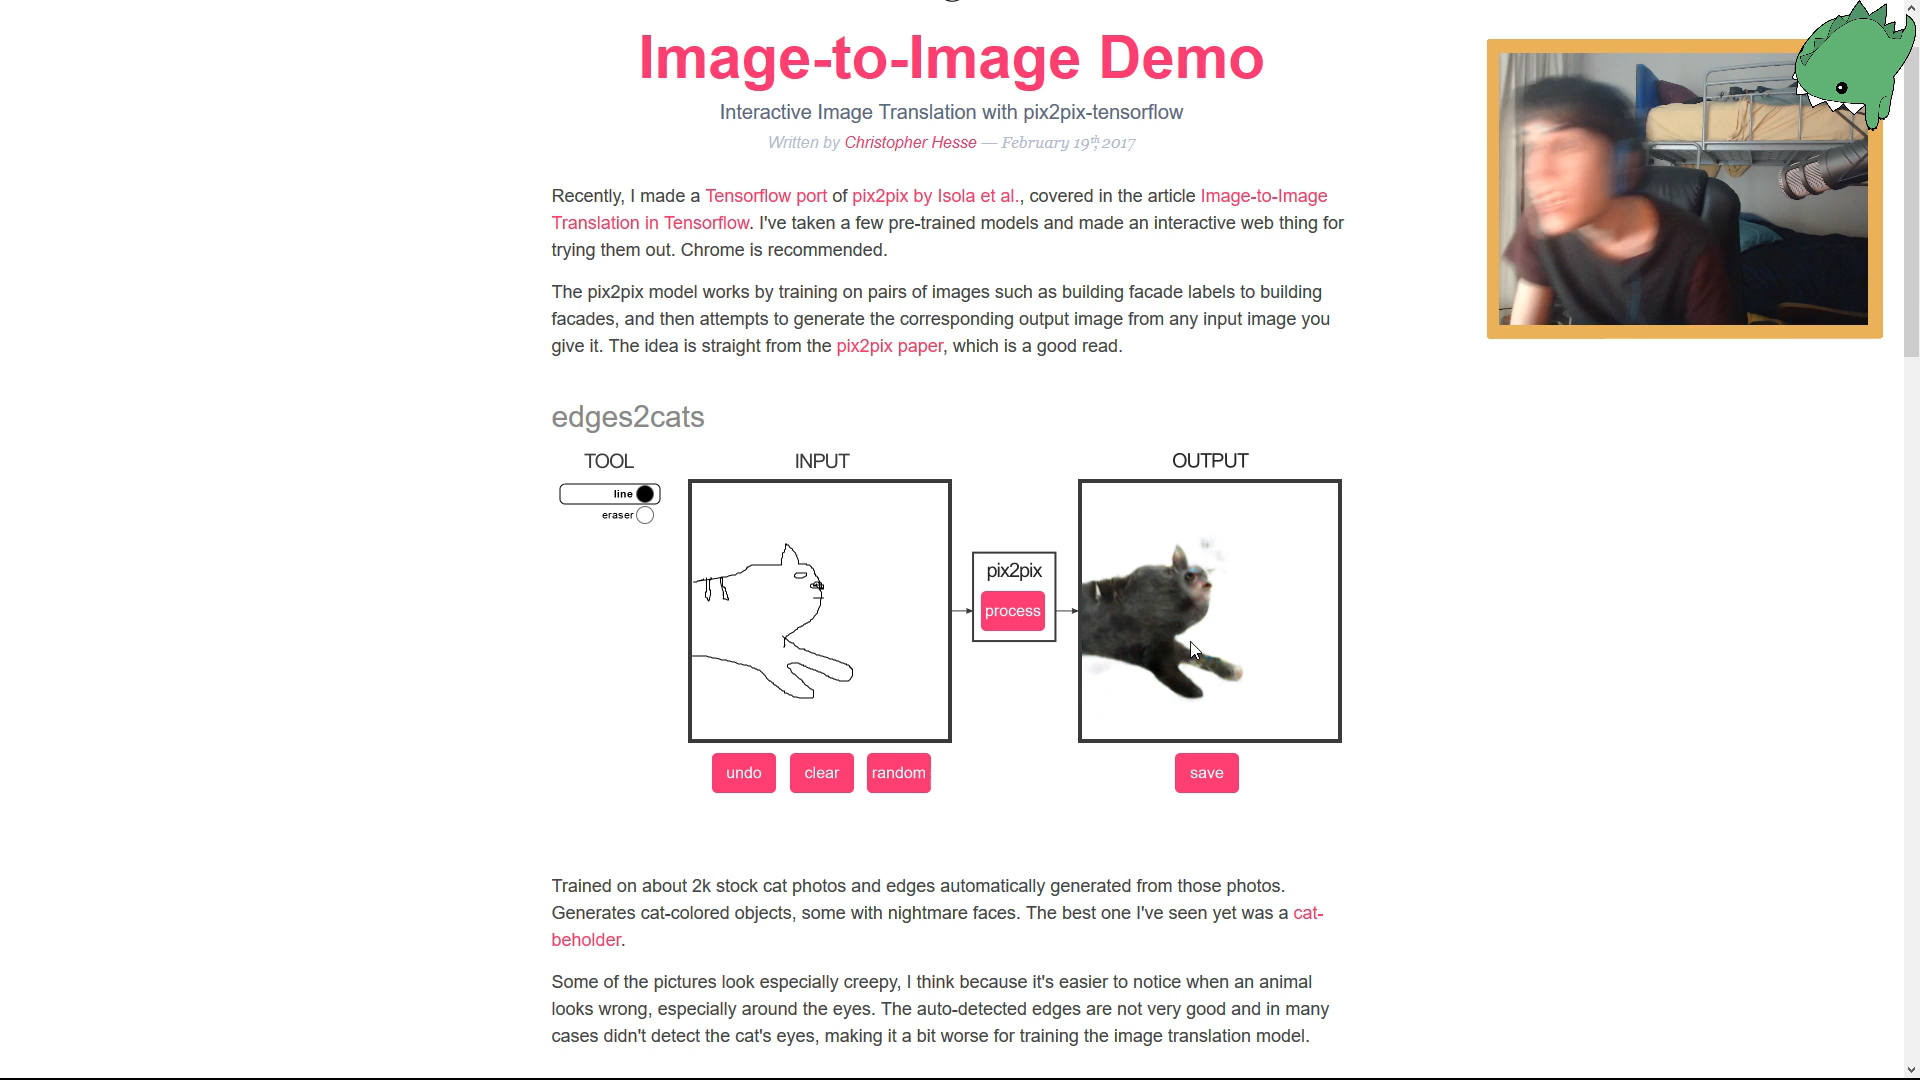 Image-to-Image Demo
Interactive Image Translation with pix2pix-tensorflow
Written by Christopher Hesse — February 19th, 2017
Recently, I made a Tensorflow port of pix2pix by Isola et al., covered in the article Image-to-Image
Translation in Tensorflow. I've taken a few pre-trained models and made an interactive web thing for
trying them out. Chrome is recommended.
The pix2pix model works by training on pairs of images such as building facade labels to building
facades, and then attempts to generate the corresponding output image from any input image you
give it. The idea is straight from the pix2pix paper, which is a good read.
edges2cats
TOOL
INPUT
OUTPUT
line
eraser
pix2pix
process
undo
clear
random
save
Trained on about 2k stock cat photos and edges automatically generated from those photos.
Generates cat-colored objects, some with nightmare faces. The best one I've seen yet was a cat-
beholder.
Some of the pictures look especially creepy, I think because it's easier to notice when an animal
looks wrong, especially around the eyes. The auto-detected edges are not very good and in many
cases didn't detect the cat's eyes, making it a bit worse for training the image translation model.